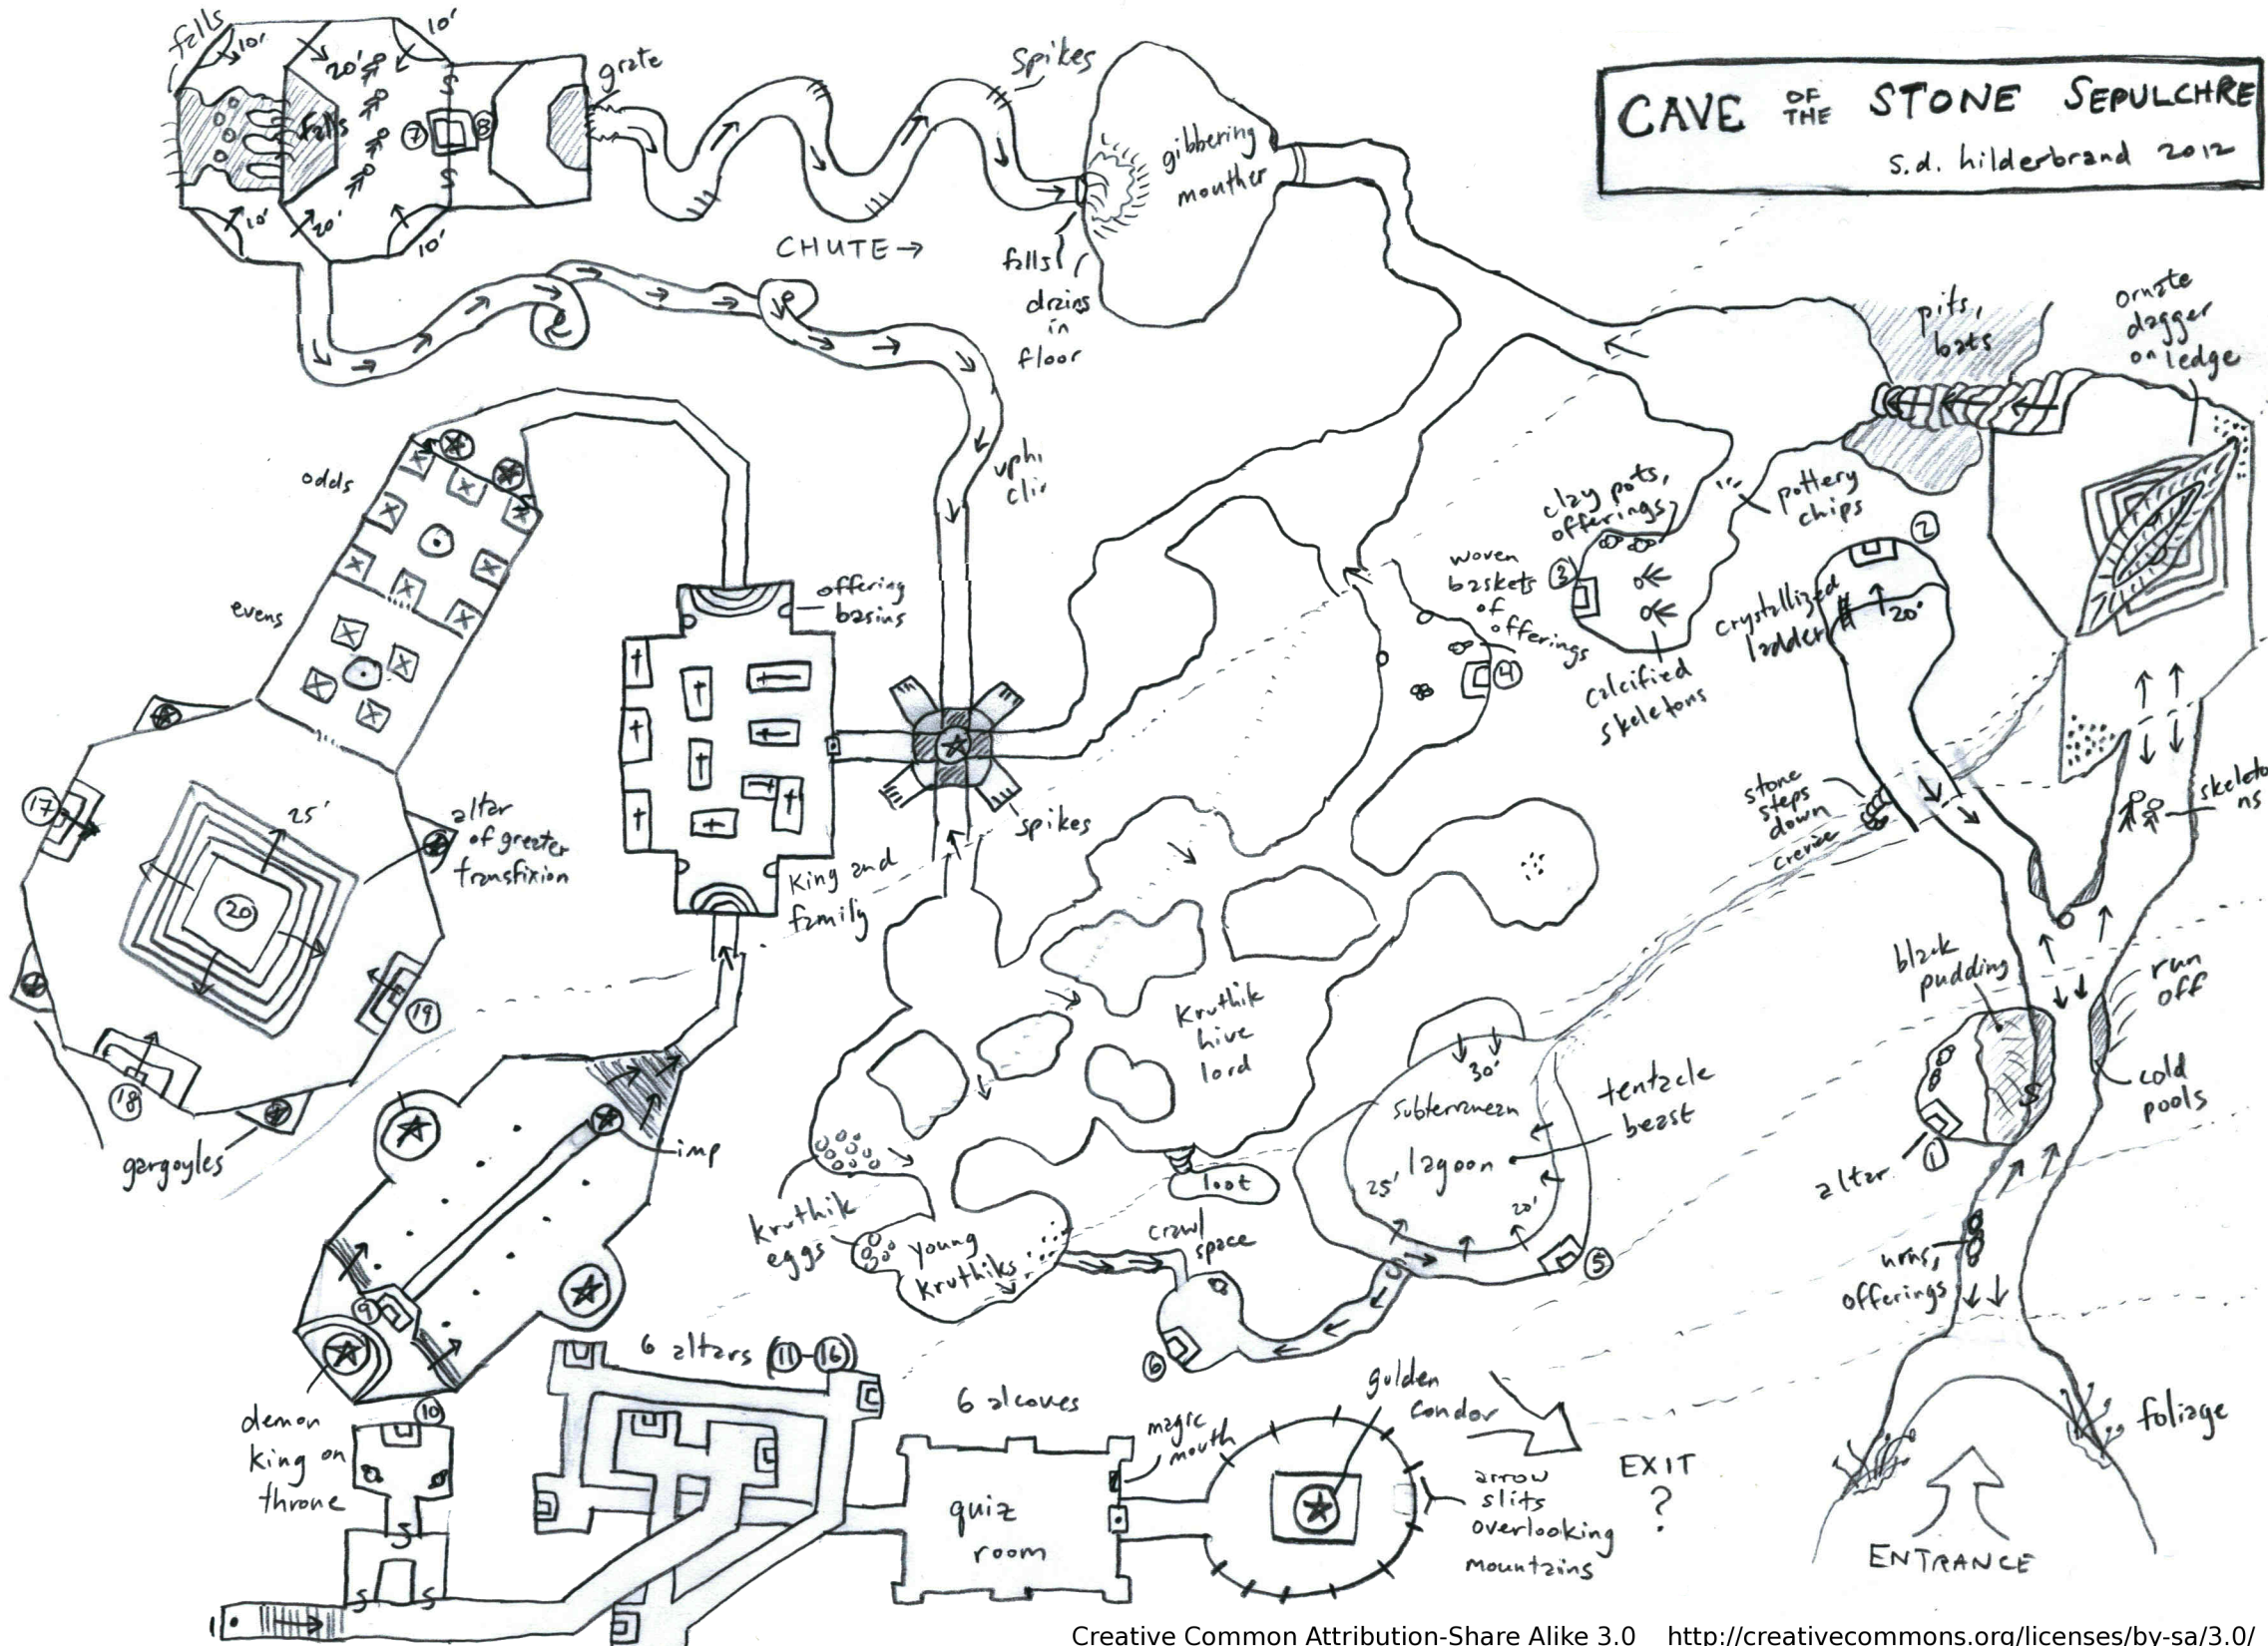 CAVE OF THE STONE SEPULCHRE
s.d. hilderbrand 2012
falls
10'
10'
20'
falls
7
8
S
S
10'
20'
10'
grate
spikes
CHUTE →
falls
drains
in
floor
gibbering
mouther
pits,
bats
ornate
dagger
on ledge
clay pots,
offerings
pottery
chips
3
calcified
skeletons
2
crystallized
ladder
20'
woven
baskets
of
offerings
4
stone
steps
down
crevice
odds
evens
offering
basins
spikes
king and
family
17
25'
20
altar
of greater
transfixion
19
18
gargoyles
imp
9
demon
king on
throne
10
S
S
S
kruthik
hive
lord
kruthik
eggs
young
kruthiks
loot
crawl
space
6
30'
subterranean
lagoon
25'
20'
tentacle
beast
5
black
pudding
S
run
off
cold
pools
altar
1
urns,
offerings
foliage
ENTRANCE
6 altars (11-16)
6 alcoves
quiz
room
magic
mouth
golden
condor
arrow
slits
overlooking
mountains
EXIT
?
Creative Common Attribution-Share Alike 3.0 http://creativecommons.org/licenses/by-sa/3.0/